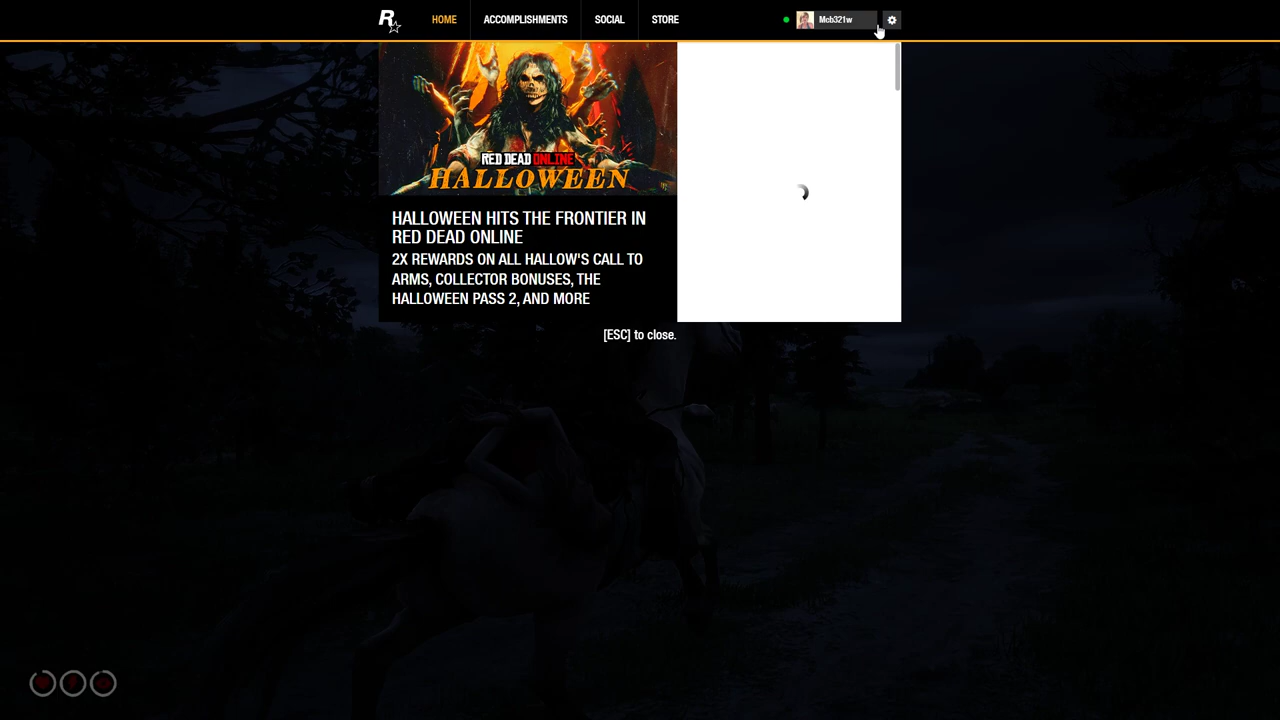 R
HOME
ACCOMPLISHMENTS
SOCIAL
STORE
Mcb321w
RED DEAD ONLINE
HALLOWEEN
HALLOWEEN HITS THE FRONTIER IN
RED DEAD ONLINE
2X REWARDS ON ALL HALLOW'S CALL TO
ARMS, COLLECTOR BONUSES, THE
HALLOWEEN PASS 2, AND MORE
[ESC] to close.